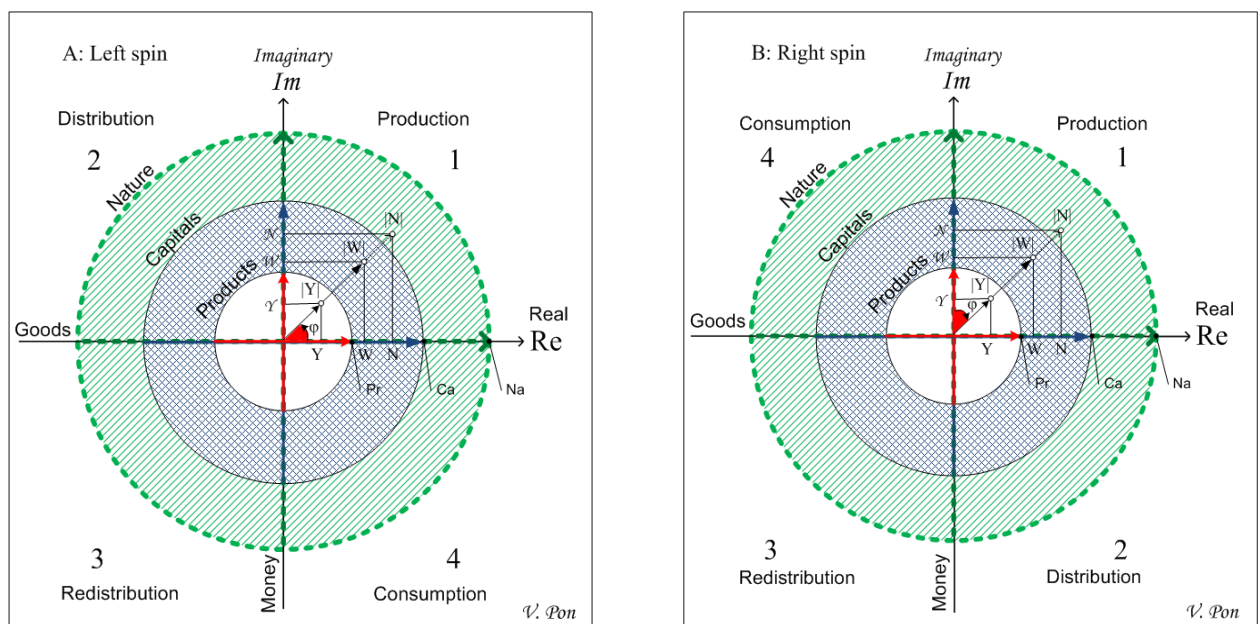 A: Left spin
Imaginary
Im
Distribution
Production
2
1
Nature
Capitals
Products
𝒩
|N|
𝒲
|W|
𝒴
|Y|
φ
Goods
Real
Re
Y
W
N
Pr
Ca
Na
3
4
Redistribution
Money
Consumption
V. Pon
B: Right spin
Imaginary
Im
Consumption
Production
4
1
Nature
Capitals
Products
𝒩
|N|
𝒲
|W|
𝒴
|Y|
φ
Goods
Real
Re
Y
W
N
Pr
Ca
Na
3
2
Redistribution
Money
Distribution
V. Pon